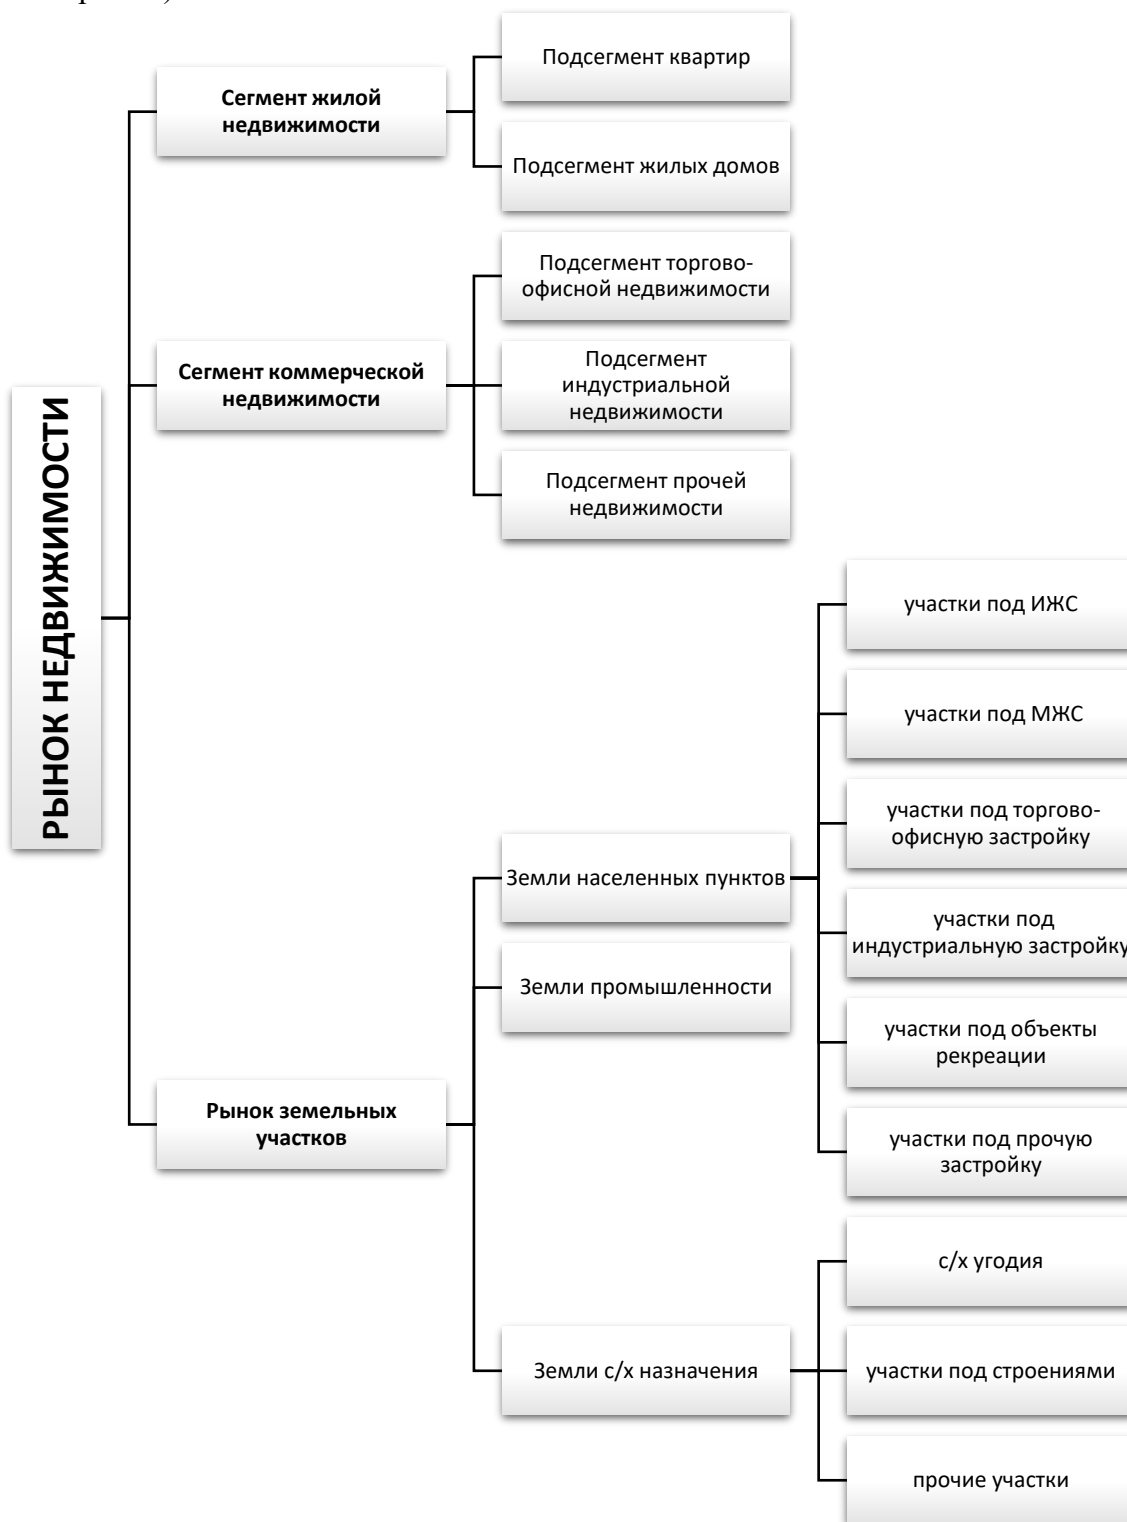 РЫНОК НЕДВИЖИМОСТИ
Сегмент жилой
недвижимости
Подсегмент квартир
Подсегмент жилых домов
Сегмент коммерческой
недвижимости
Подсегмент торгово-
офисной недвижимости
Подсегмент
индустриальной
недвижимости
Подсегмент прочей
недвижимости
Рынок земельных
участков
Земли населенных пунктов
участки под ИЖС
участки под МЖС
участки под торгово-
офисную застройку
участки под
индустриальную застройку
участки под объекты
рекреации
участки под прочую
застройку
Земли промышленности
Земли с/х назначения
с/х угодия
участки под строениями
прочие участки